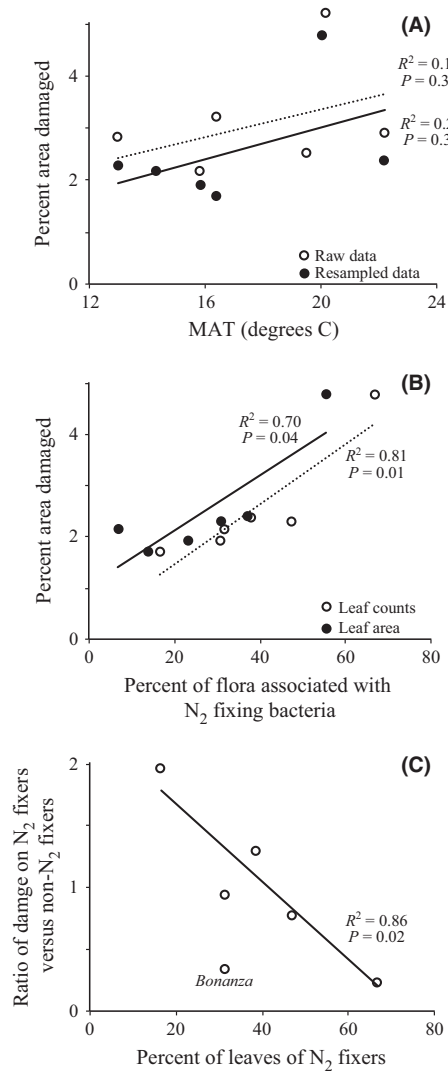 (A)
Percent area damaged
4
2
0
R² = 0.1
P = 0.3
R² = 0.2
P = 0.3
Raw data
Resampled data
12 16 20 24
MAT (degrees C)
(B)
Percent area damaged
4
2
0
R² = 0.70
P = 0.04
R² = 0.81
P = 0.01
Leaf counts
Leaf area
0 20 40 60 80
Percent of flora associated with
N₂ fixing bacteria
(C)
Ratio of damge on N₂ fixers
versus non-N₂ fixers
2
1
0
R² = 0.86
P = 0.02
Bonanza
0 20 40 60 80
Percent of leaves of N₂ fixers